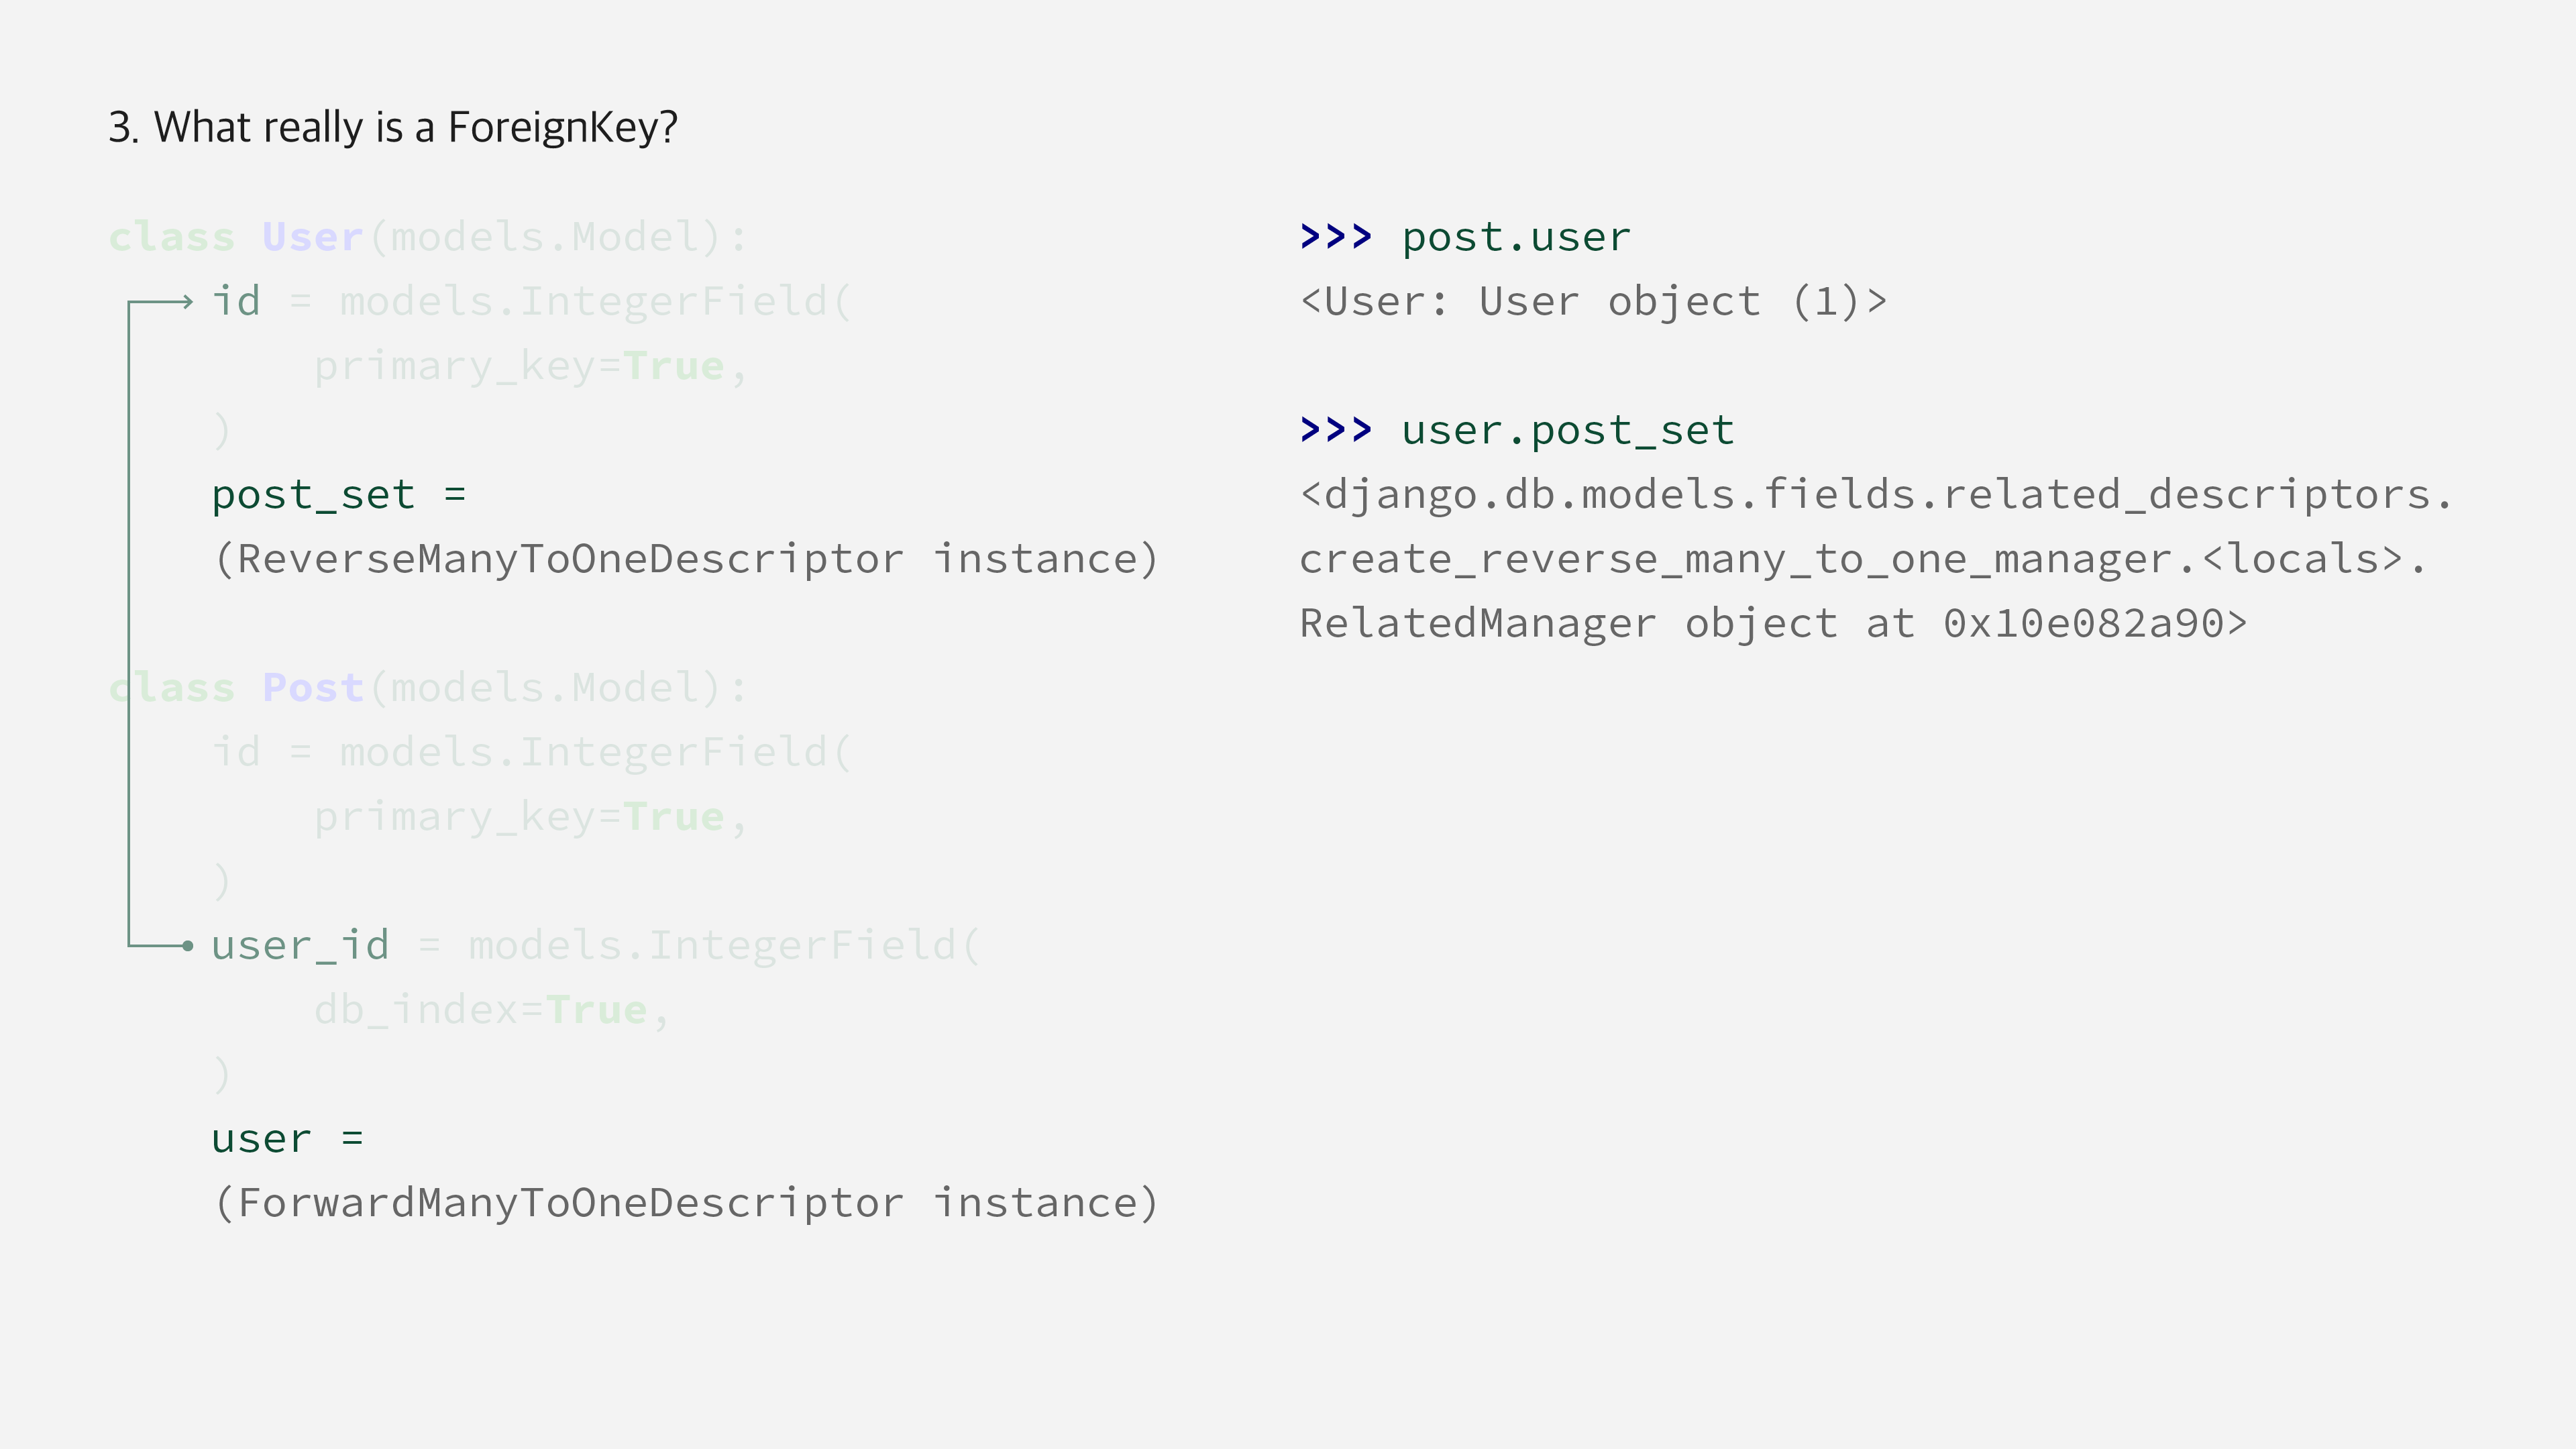 3. What really is a ForeignKey?
class User(models.Model):
id = models.IntegerField(
primary_key=True,
)
post_set =
(ReverseManyToOneDescriptor instance)
class Post(models.Model):
id = models.IntegerField(
primary_key=True,
)
user_id = models.IntegerField(
db_index=True,
)
user =
(ForwardManyToOneDescriptor instance)
>>> post.user
<User: User object (1)>
>>> user.post_set
<django.db.models.fields.related_descriptors.
create_reverse_many_to_one_manager.<locals>.
RelatedManager object at 0x10e082a90>